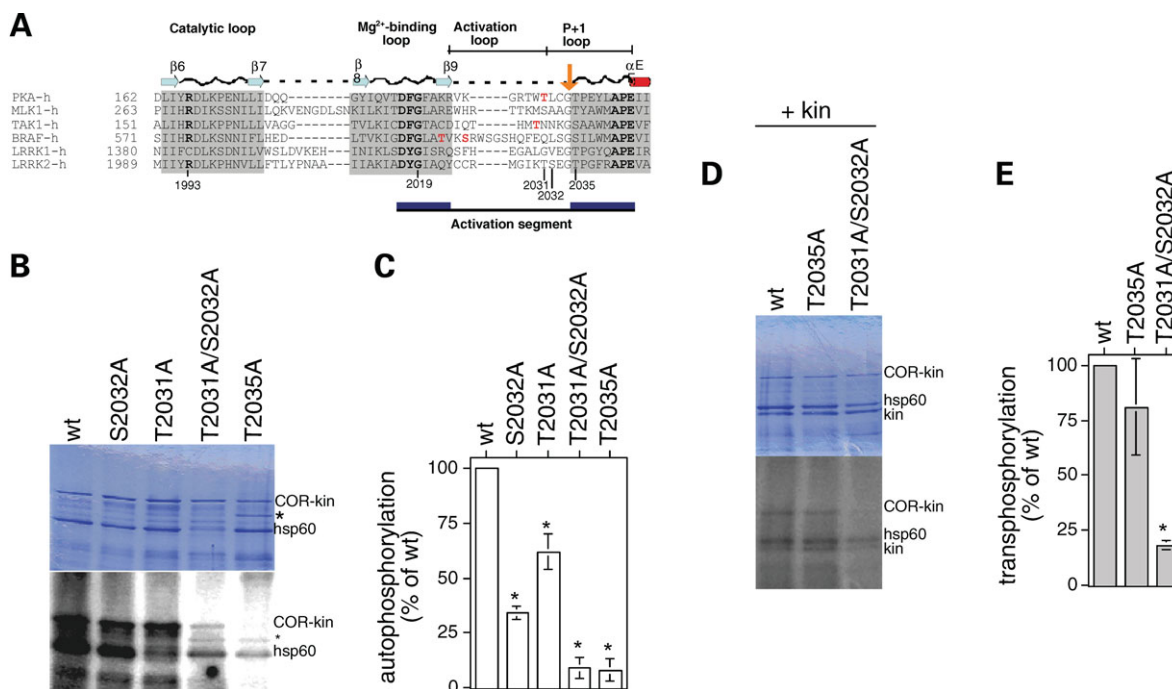 A
Catalytic loop
Mg2+-binding loop
Activation loop
P+1 loop
β6 β7 β8 β9 αE
PKA-h 162 DLIYRDLKPENLLIDQQ------GYIQVTDFGFAKRVK-----GRTWTLCGTPEYLAPEII
MLK1-h 263 PIIHRDLKSSNILILQKVENGDLSNKILKITDFGLAREWHR-----TTKMSAAGTYAWMAPEVI
TAK1-h 151 ALIHRDLKPPNLLLVAGG------TVLKICDFGTACDIQT-----HMTNNKGSAAWMAPEVF
BRAF-h 571 SIIHRDLKSNNIFLHED------LTVKIGDFGLATVKSRWSGSHQFEQLSGSILWMAPEVI
LRRK1-h 1380 NIIFCDLKSDNILVWSLDVKEH------INIKLSDYGISRQSFH-----EGALGVEGTPGYQAPEIR
LRRK2-h 1989 MIIYRDLKPHNVLLFTLYPNAA------IIAKIADYGIAQYCCR-----MGIKTSEGTPGFRAPEVA
1993 2019 2031 2032 2035
Activation segment
B
wt
S2032A
T2031A
T2031A/S2032A
T2035A
COR-kin
*
hsp60
COR-kin
*
hsp60
C
wt
S2032A
T2031A
T2031A/S2032A
T2035A
autophosphorylation
(% of wt)
100
75
50
25
0
*
*
*
*
D
+ kin
wt
T2035A
T2031A/S2032A
COR-kin
hsp60
kin
COR-kin
hsp60
kin
E
wt
T2035A
T2031A/S2032A
transphosphorylation
(% of wt)
100
75
50
25
0
*